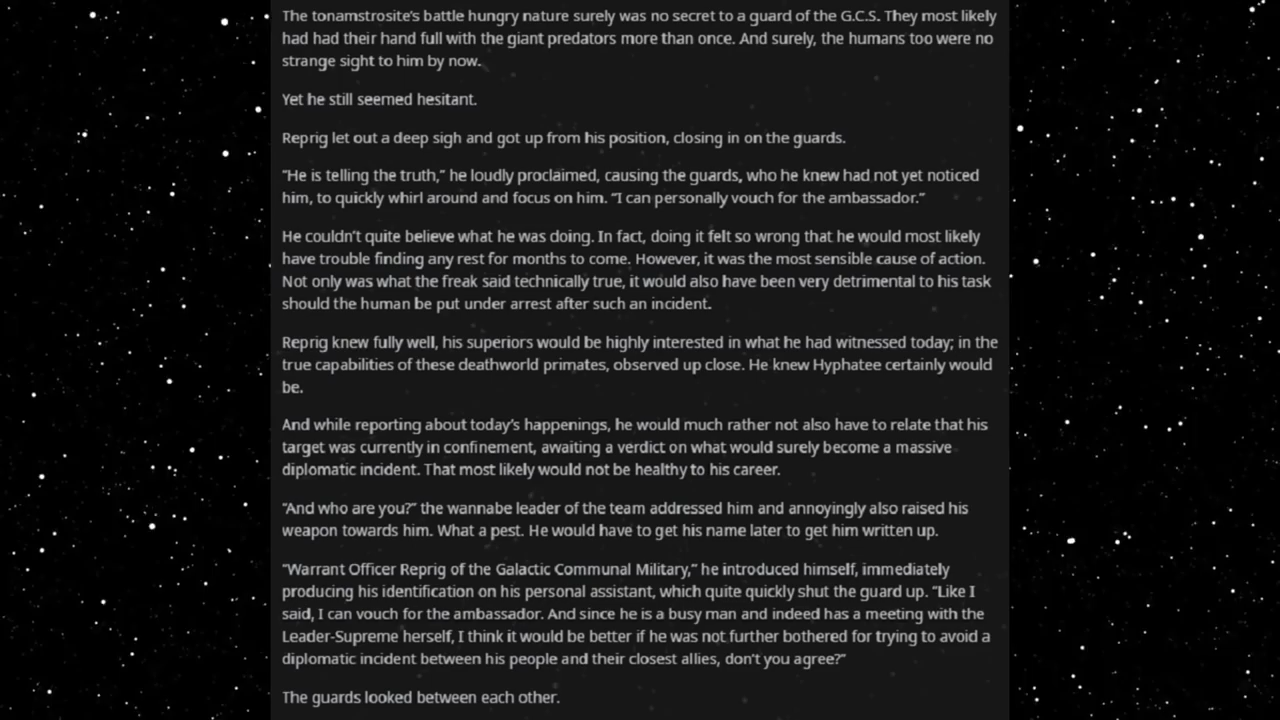 The tonamstrosite's battle hungry nature surely was no secret to a guard of the G.C.S. They most likely
had had their hand full with the giant predators more than once. And surely, the humans too were no
strange sight to him by now.
Yet he still seemed hesitant.
Reprig let out a deep sigh and got up from his position, closing in on the guards.
“He is telling the truth,” he loudly proclaimed, causing the guards, who he knew had not yet noticed
him, to quickly whirl around and focus on him. “I can personally vouch for the ambassador.”
He couldn't quite believe what he was doing. In fact, doing it felt so wrong that he would most likely
have trouble finding any rest for months to come. However, it was the most sensible cause of action.
Not only was what the freak said technically true, it would also have been very detrimental to his task
should the human be put under arrest after such an incident.
Reprig knew fully well, his superiors would be highly interested in what he had witnessed today; in the
true capabilities of these deathworld primates, observed up close. He knew Hyphatee certainly would
be.
And while reporting about today's happenings, he would much rather not also have to relate that his
target was currently in confinement, awaiting a verdict on what would surely become a massive
diplomatic incident. That most likely would not be healthy to his career.
“And who are you?” the wannabe leader of the team addressed him and annoyingly also raised his
weapon towards him. What a pest. He would have to get his name later to get him written up.
“Warrant Officer Reprig of the Galactic Communal Military,” he introduced himself, immediately
producing his identification on his personal assistant, which quite quickly shut the guard up. “Like I
said, I can vouch for the ambassador. And since he is a busy man and indeed has a meeting with the
Leader-Supreme herself, I think it would be better if he was not further bothered for trying to avoid a
diplomatic incident between his people and their closest allies, don't you agree?”
The guards looked between each other.